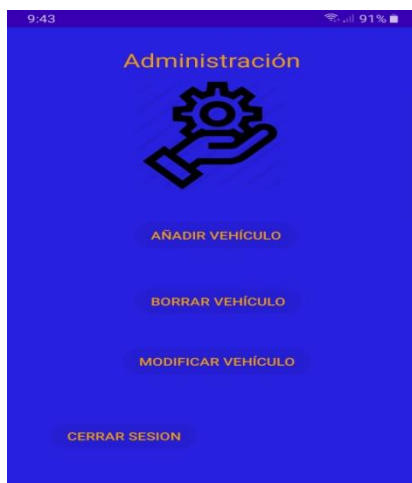 9:43 91%
Administración
AÑADIR VEHÍCULO
BORRAR VEHÍCULO
MODIFICAR VEHÍCULO
CERRAR SESION